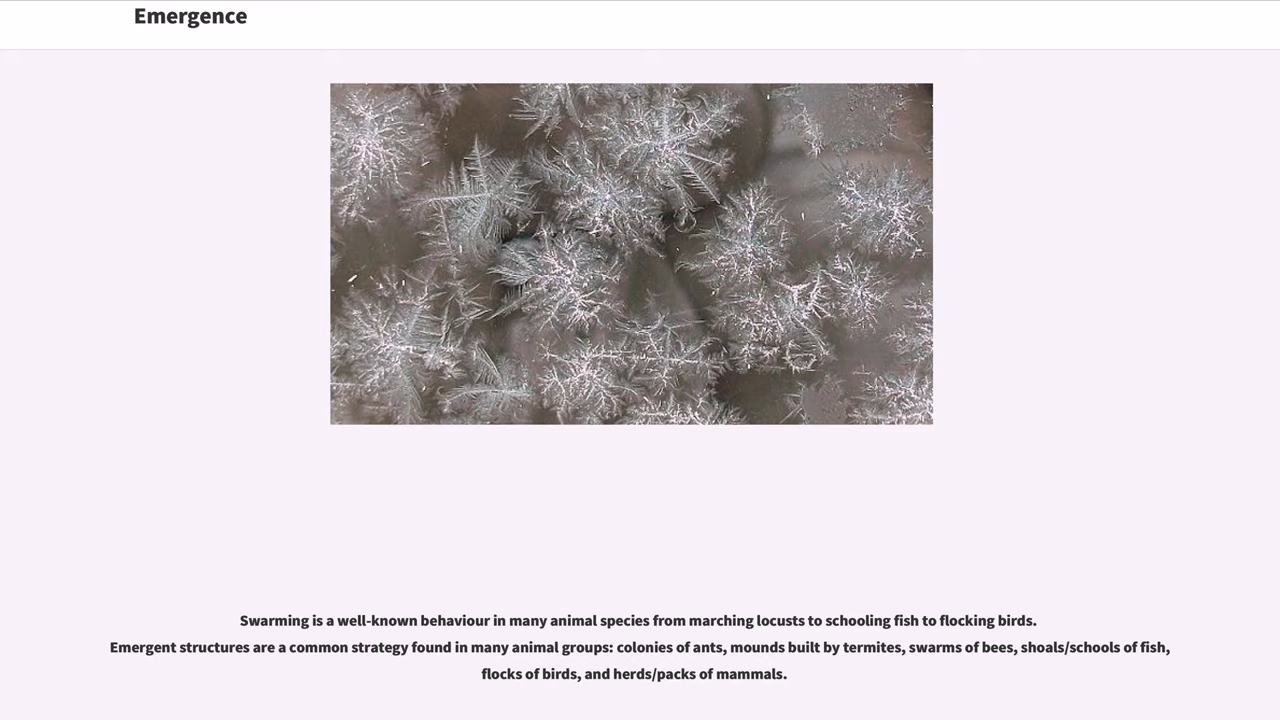 Emergence
Swarming is a well-known behaviour in many animal species from marching locusts to schooling fish to flocking birds.
Emergent structures are a common strategy found in many animal groups: colonies of ants, mounds built by termites, swarms of bees, shoals/schools of fish,
flocks of birds, and herds/packs of mammals.